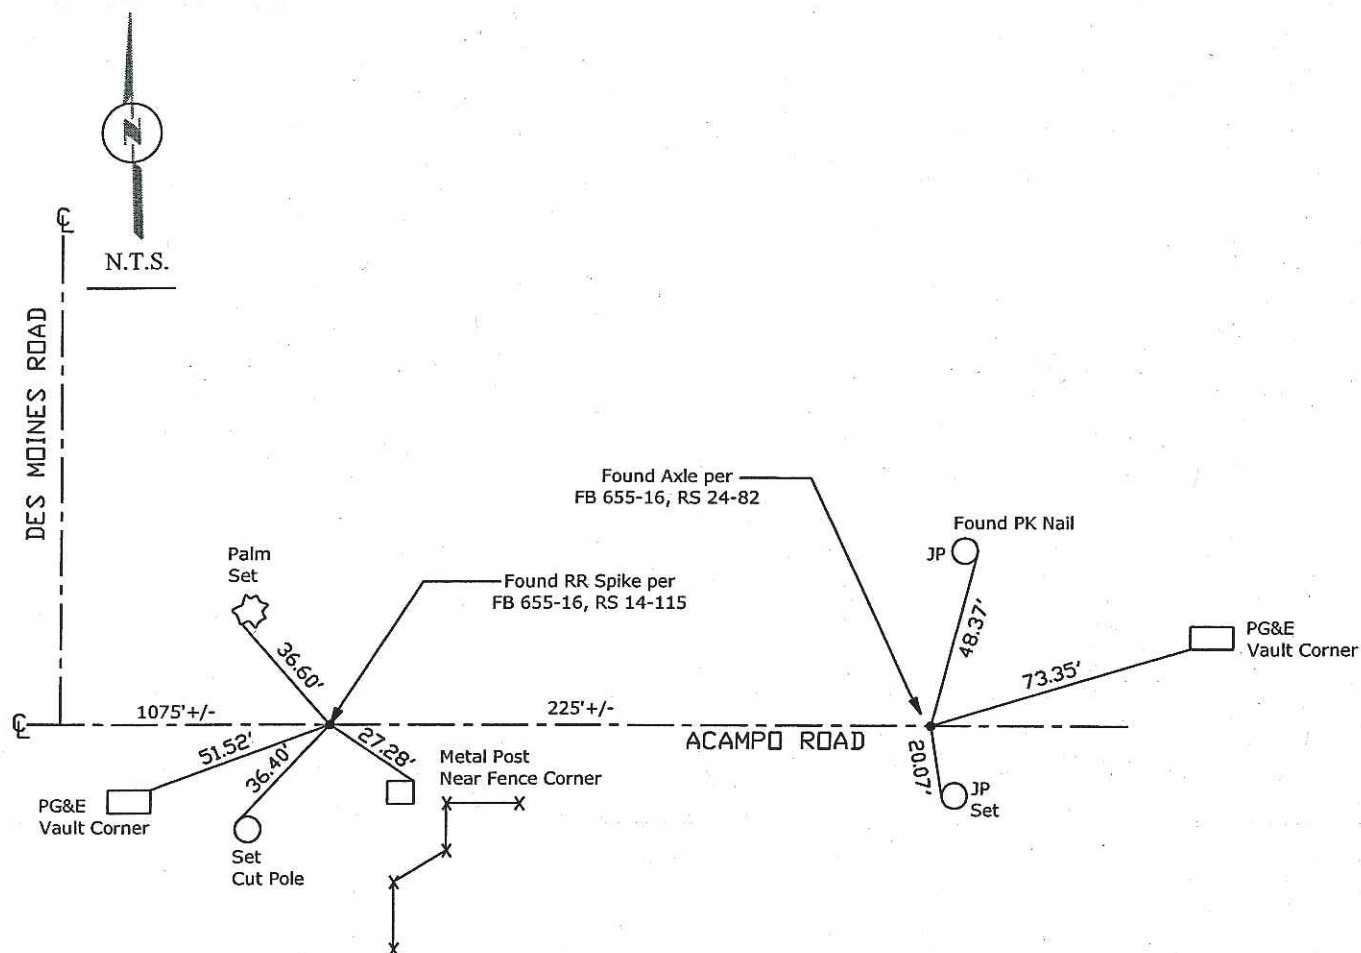 N
N.T.S.
℄
DES MOINES ROAD
Found Axle per
FB 655-16, RS 24-82
Found PK Nail
JP
48.37'
PG&E
Vault Corner
73.35'
Palm
Set
Found RR Spike per
FB 655-16, RS 14-115
36.60'
℄
1075'+/-
225'+/-
ACAMPO ROAD
51.52'
36.40'
27.28'
Metal Post
Near Fence Corner
20.07'
JP
Set
PG&E
Vault Corner
Set
Cut Pole